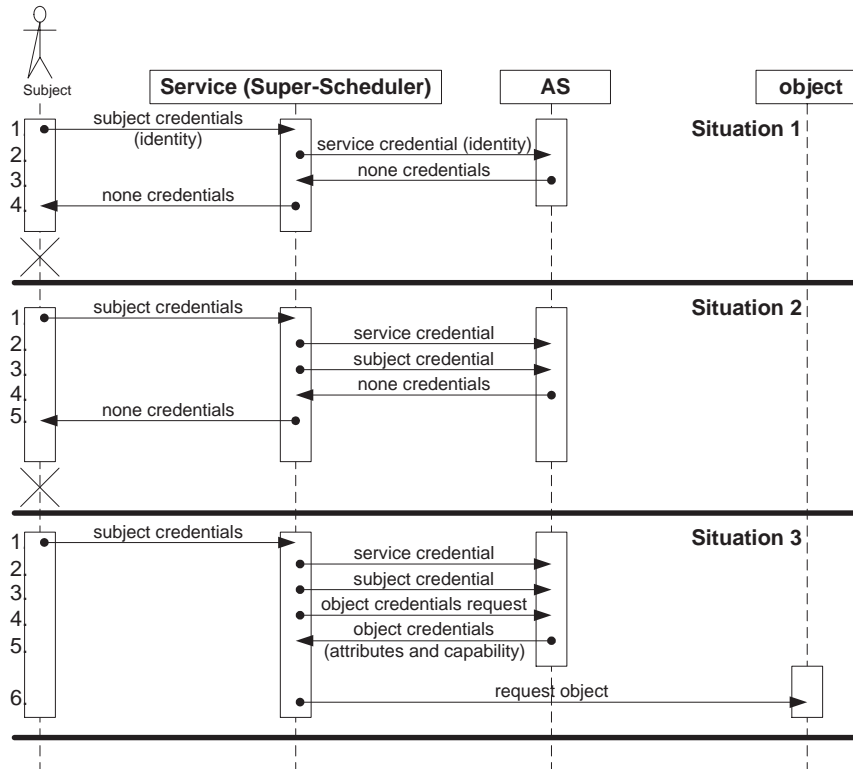 Subject
Service (Super-Scheduler)
AS
object
Situation 1
1.
subject credentials
(identity)
2.
service credential (identity)
3.
none credentials
4.
none credentials
Situation 2
1.
subject credentials
2.
service credential
3.
subject credential
4.
none credentials
5.
none credentials
Situation 3
1.
subject credentials
2.
service credential
3.
subject credential
4.
object credentials request
5.
object credentials
(attributes and capability)
6.
request object